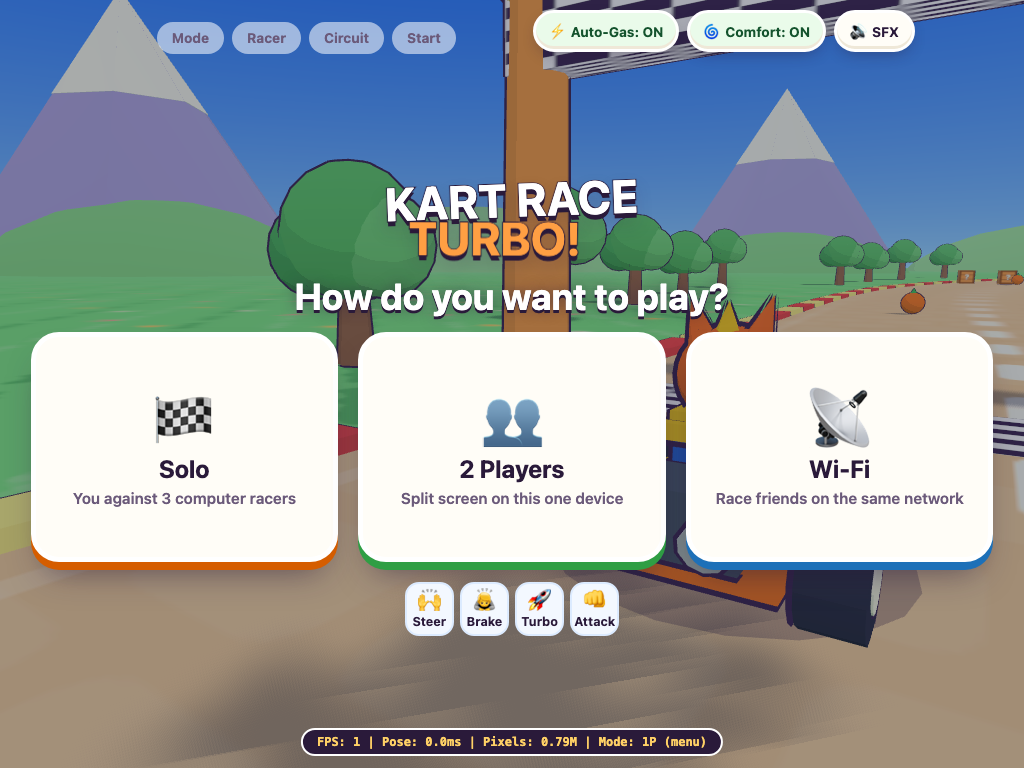 Mode Racer Circuit Start Auto-Gas: ON Comfort: ON SFX
KART RACE
TURBO!
How do you want to play?
Solo
You against 3 computer racers
2 Players
Split screen on this one device
Wi-Fi
Race friends on the same network
Steer Brake Turbo Attack
FPS: 1 | Pose: 0.0ms | Pixels: 0.79M | Mode: 1P (menu)